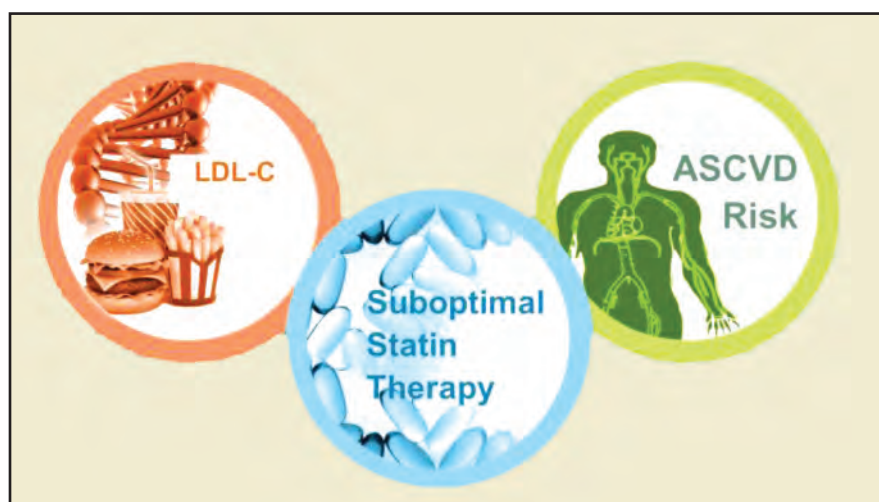 LDL-C
Suboptimal
Statin
Therapy
ASCVD
Risk